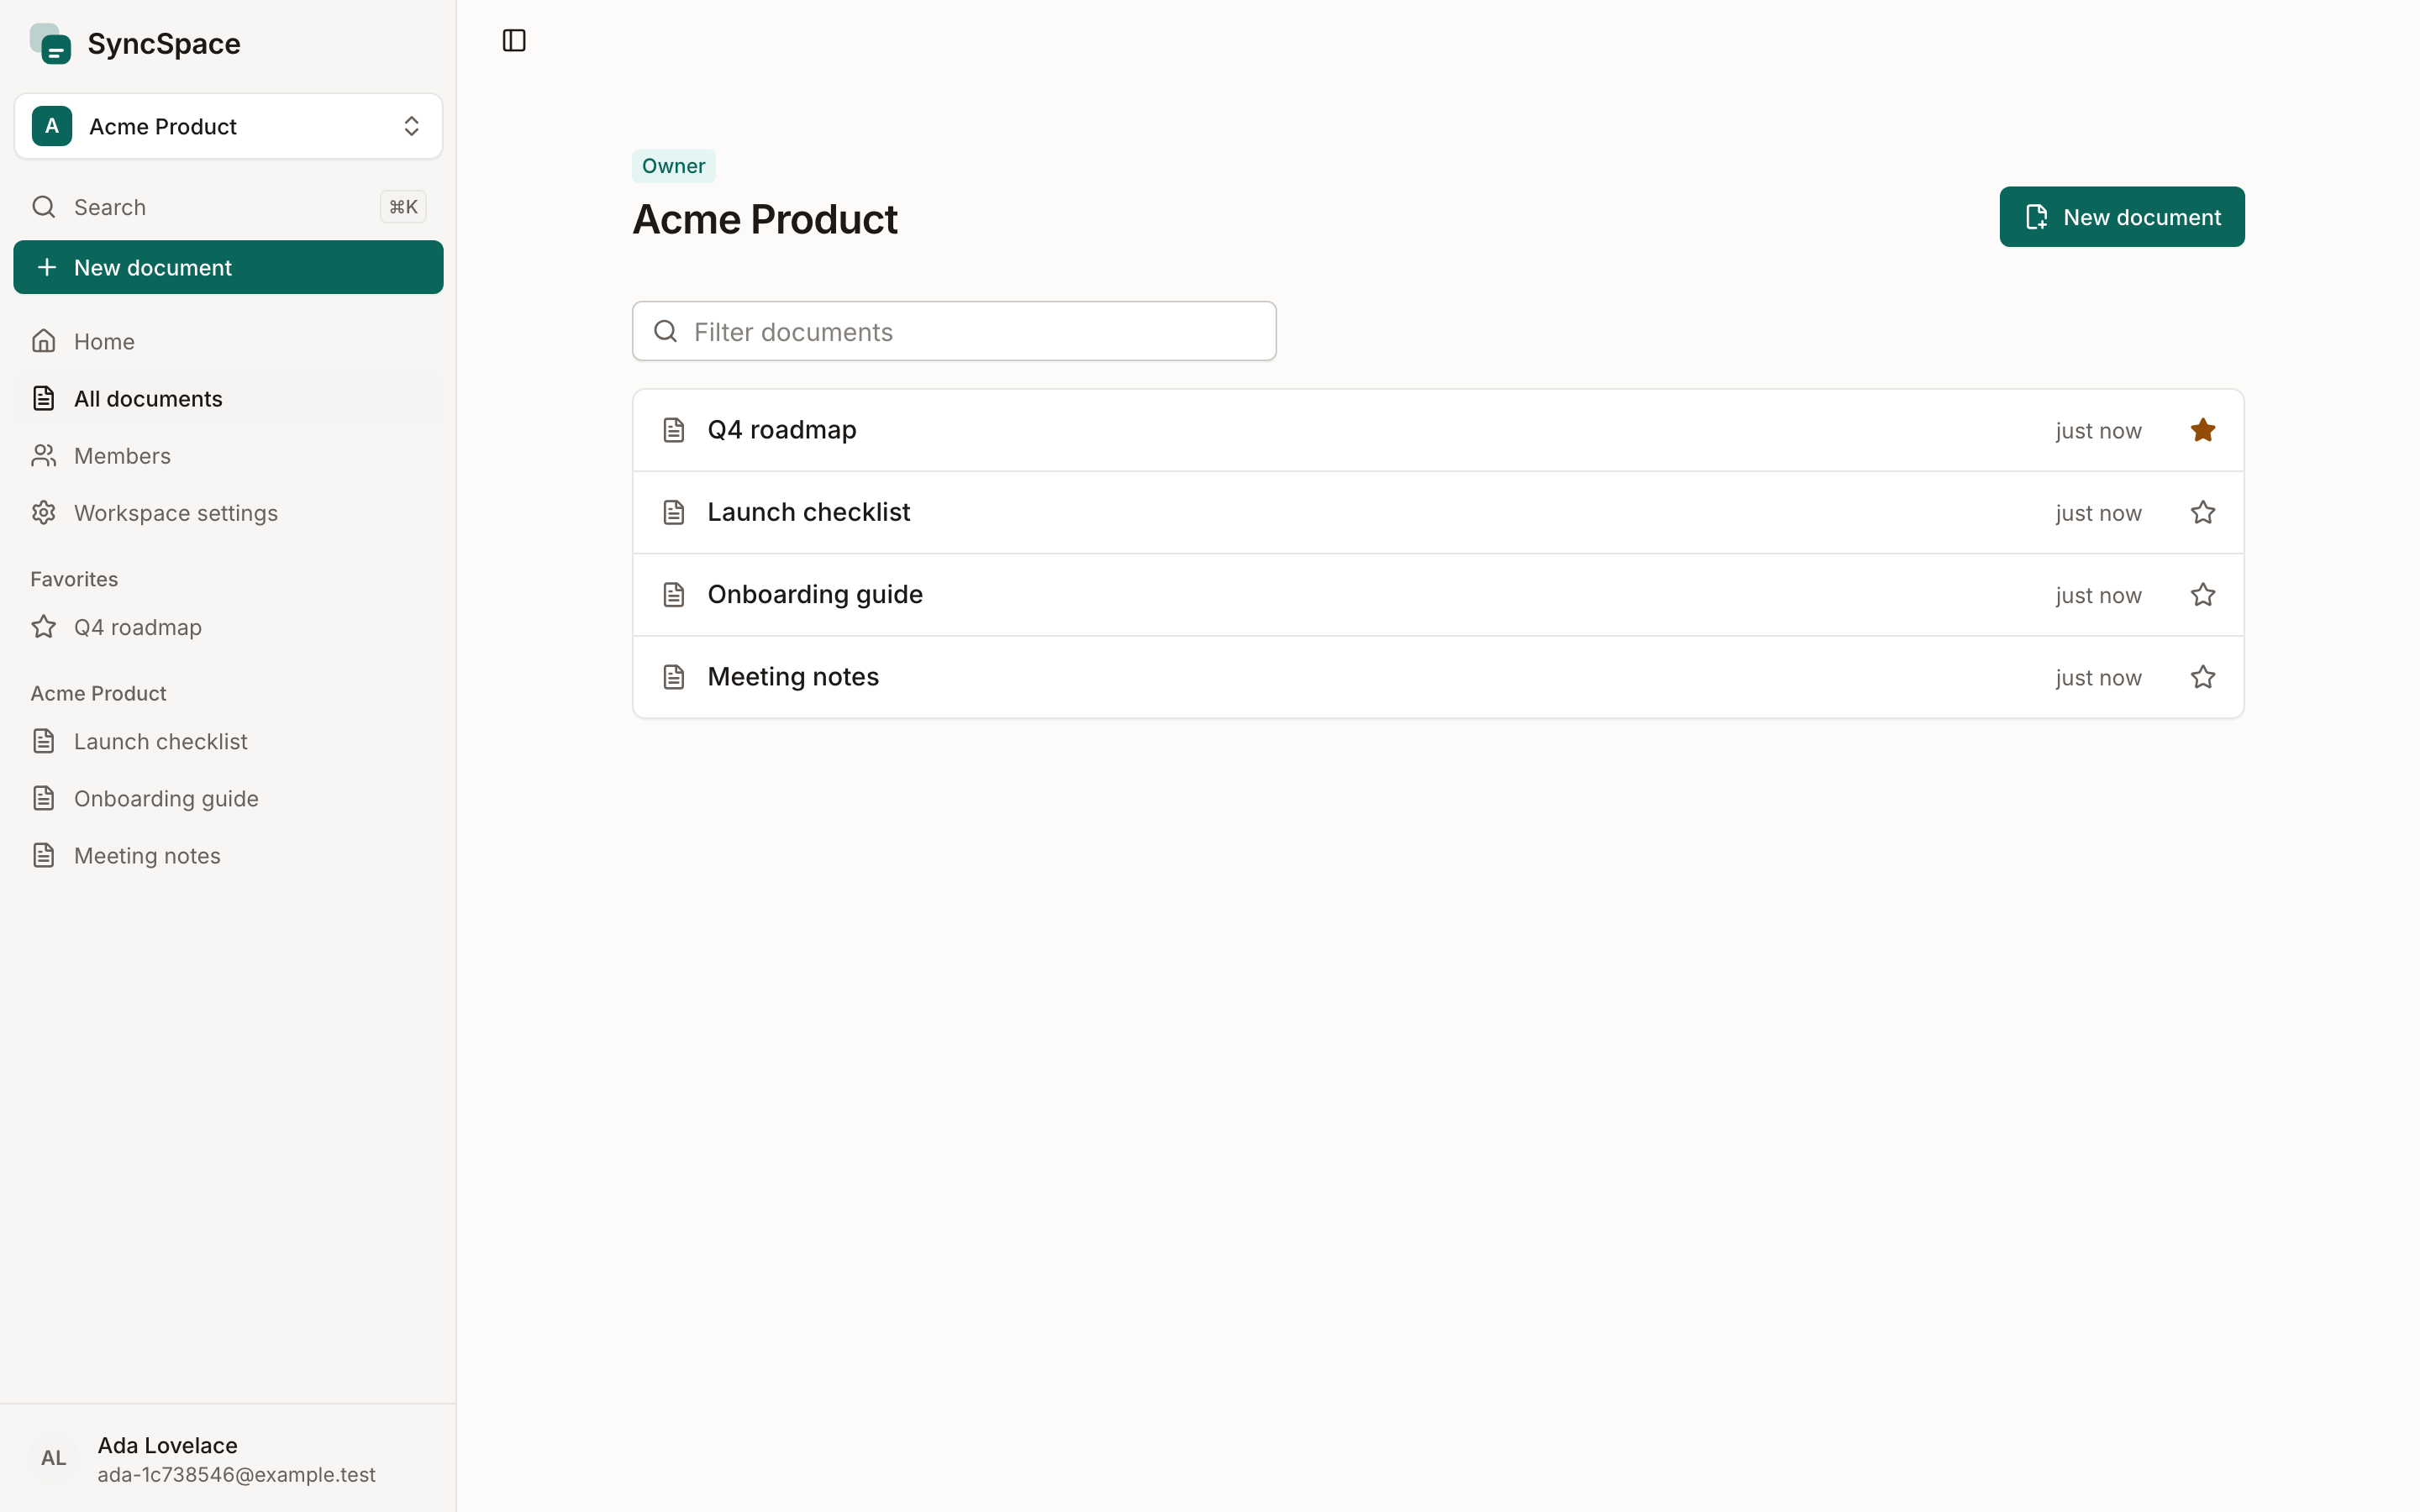 SyncSpace
A
Acme Product
Search
⌘K
New document
Home
All documents
Members
Workspace settings
Favorites
Q4 roadmap
Acme Product
Launch checklist
Onboarding guide
Meeting notes
AL
Ada Lovelace
ada-1c738546@example.test
Owner
Acme Product
New document
Filter documents
Q4 roadmap just now
Launch checklist just now
Onboarding guide just now
Meeting notes just now